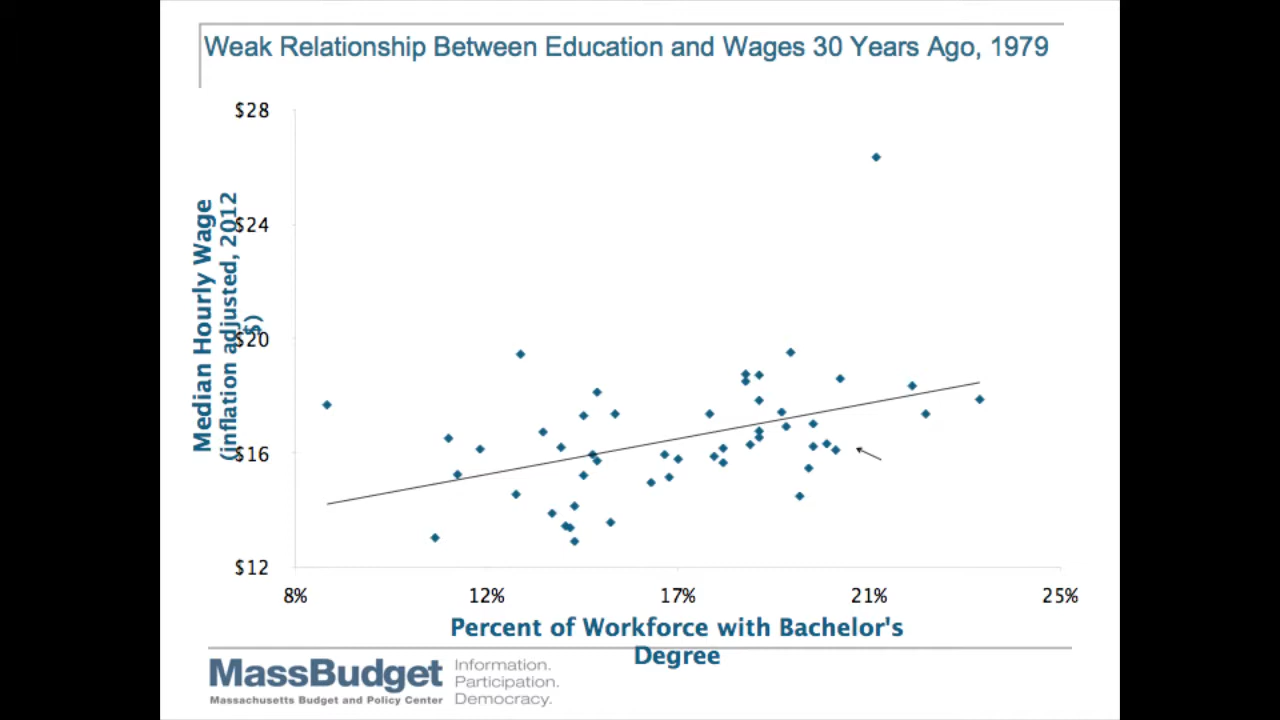 Weak Relationship Between Education and Wages 30 Years Ago, 1979
$28
$24
$20
$16
$12
Median Hourly Wage
(inflation adjusted, 2012
$)
8%
12%
17%
21%
25%
Percent of Workforce with Bachelor's
Degree
MassBudget
Massachusetts Budget and Policy Center
Information.
Participation.
Democracy.